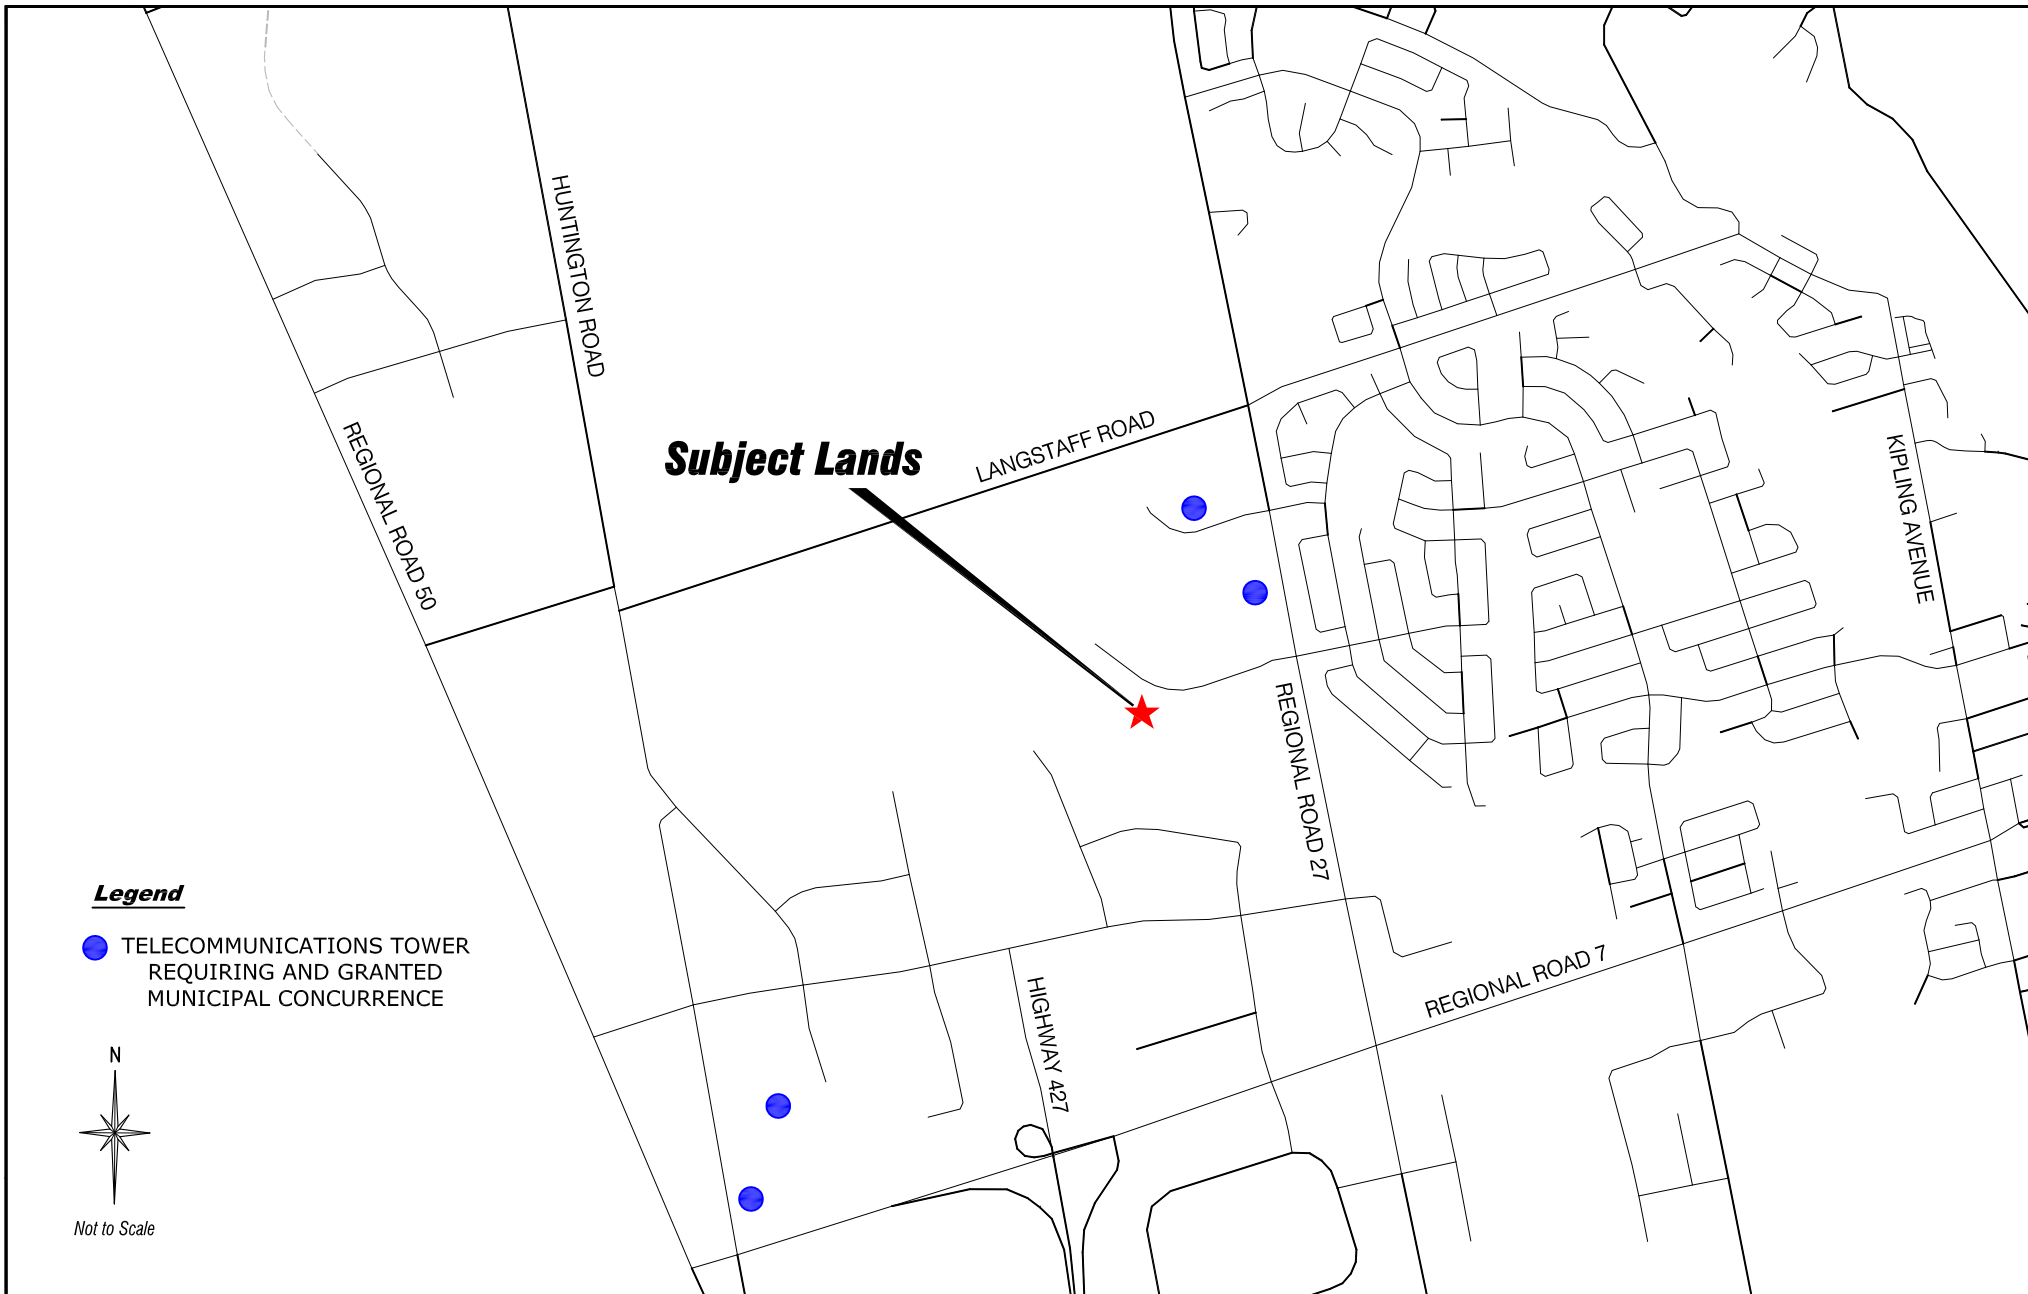 HUNTINGTON ROAD
LANGSTAFF ROAD
REGIONAL ROAD 50
Subject Lands
KIPLING AVENUE
REGIONAL ROAD 27
Legend
TELECOMMUNICATIONS TOWER
REQUIRING AND GRANTED
MUNICIPAL CONCURRENCE
REGIONAL ROAD 7
HIGHWAY 427
N
Not to Scale